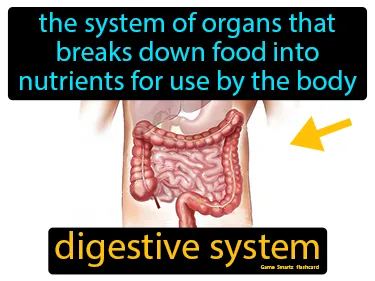 the system of organs that
breaks down food into
nutrients for use by the body
digestive system
Game Smartz flashcard